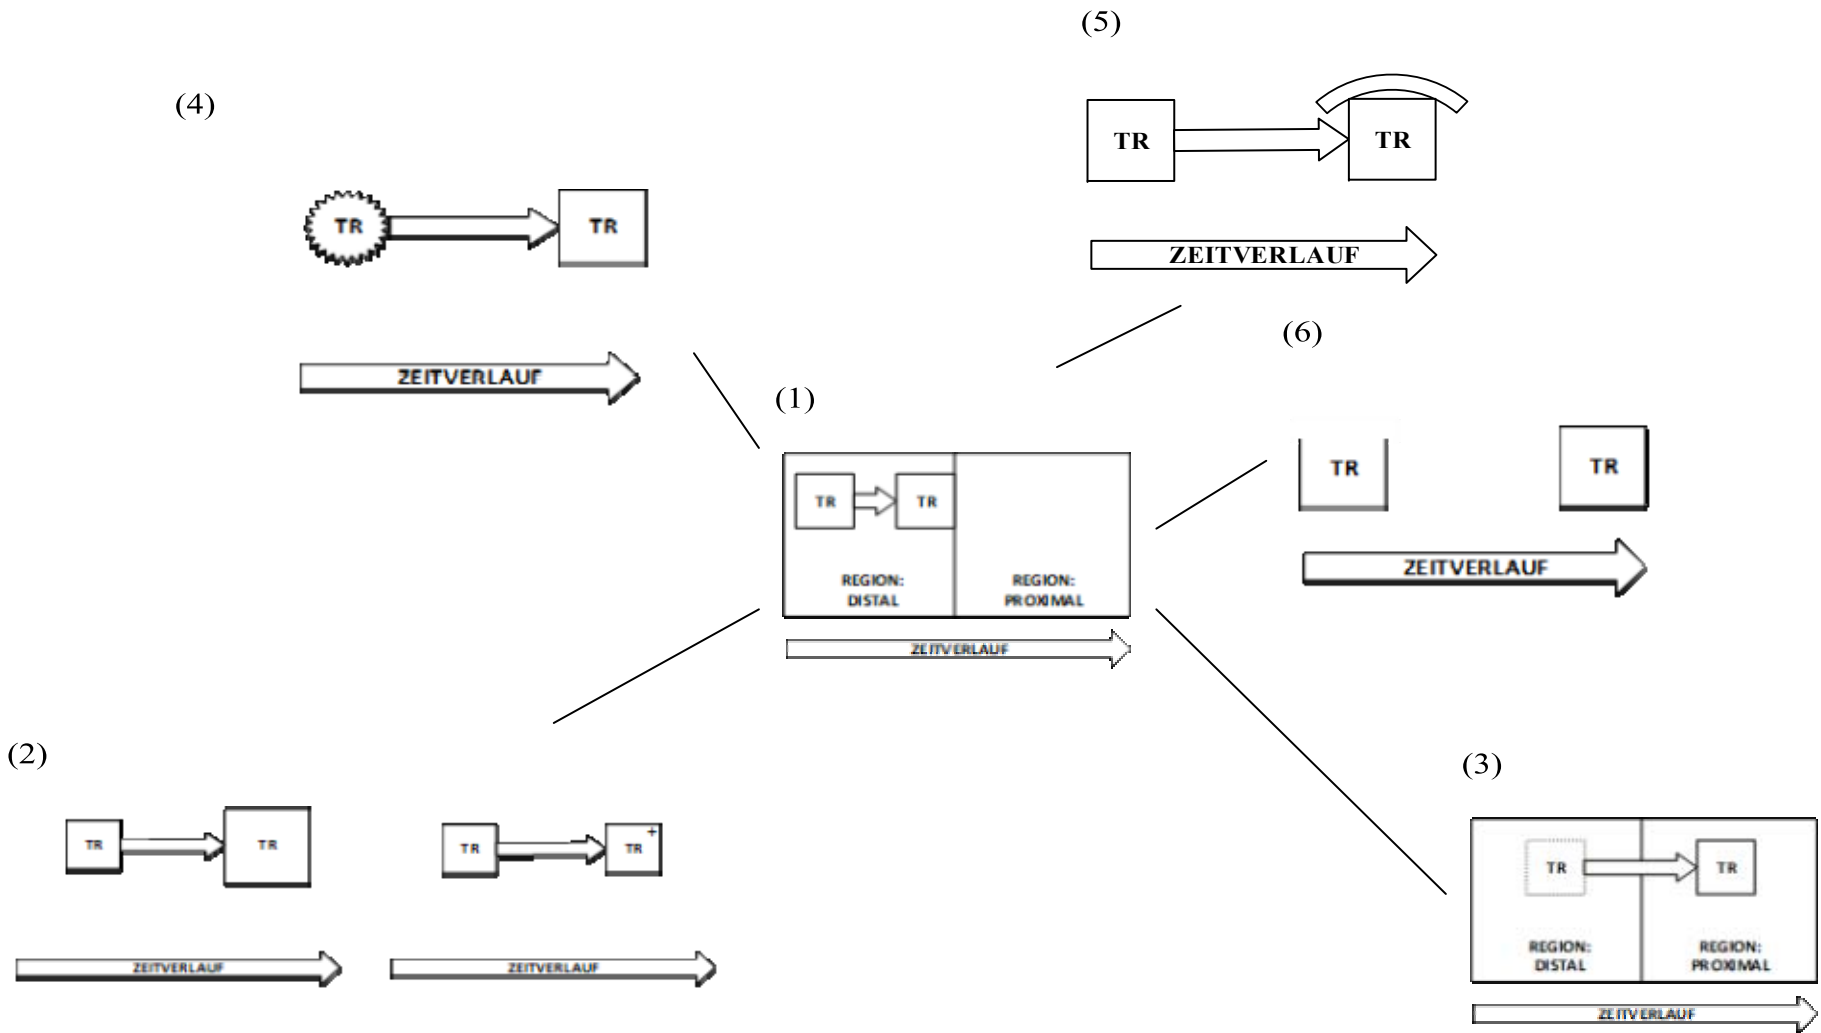 (5)
(4)
TR TR
ZEITVERLAUF
TR TR
ZEITVERLAUF
(6)
(1)
TR TR
REGION: REGION:
DISTAL PROXIMAL
ZEITVERLAUF
TR TR
ZEITVERLAUF
(2)
TR TR
ZEITVERLAUF
TR TR +
ZEITVERLAUF
(3)
TR TR
REGION: REGION:
DISTAL PROXIMAL
ZEITVERLAUF